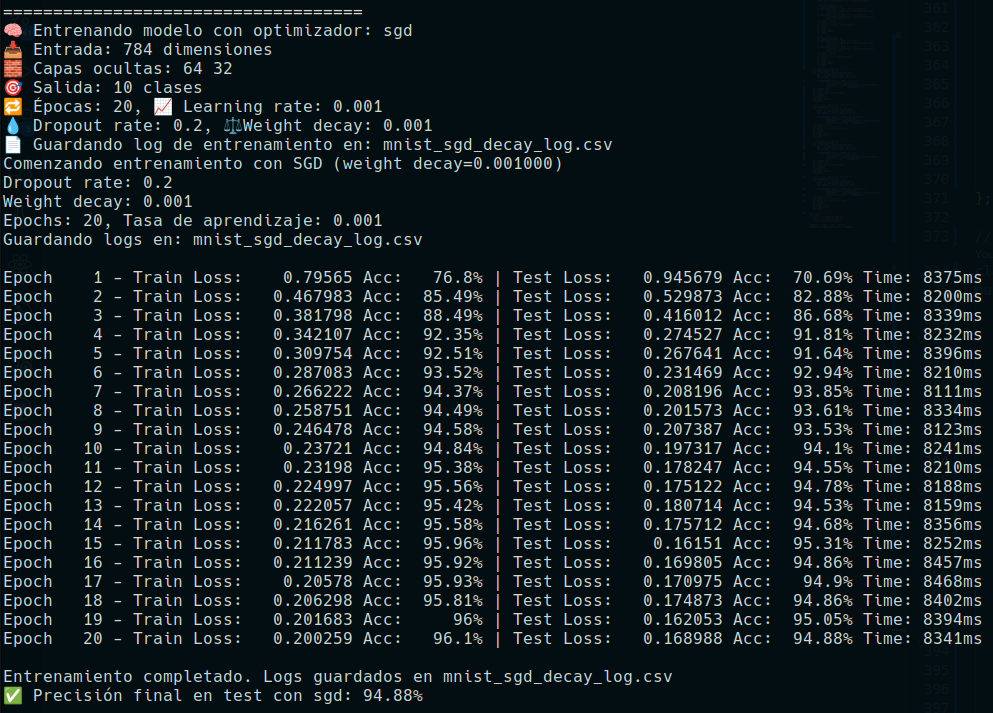 ====================================
🧠 Entrenando modelo con optimizador: sgd
📥 Entrada: 784 dimensiones
🧱 Capas ocultas: 64 32
🎯 Salida: 10 clases
🔁 Épocas: 20, 📈 Learning rate: 0.001
💧 Dropout rate: 0.2, ⚖️Weight decay: 0.001
📄 Guardando log de entrenamiento en: mnist_sgd_decay_log.csv
Comenzando entrenamiento con SGD (weight decay=0.001000)
Dropout rate: 0.2
Weight decay: 0.001
Epochs: 20, Tasa de aprendizaje: 0.001
Guardando logs en: mnist_sgd_decay_log.csv
Epoch 1 - Train Loss: 0.79565 Acc: 76.8% | Test Loss: 0.945679 Acc: 70.69% Time: 8375ms
Epoch 2 - Train Loss: 0.467983 Acc: 85.49% | Test Loss: 0.529873 Acc: 82.88% Time: 8200ms
Epoch 3 - Train Loss: 0.381798 Acc: 88.49% | Test Loss: 0.416012 Acc: 86.68% Time: 8339ms
Epoch 4 - Train Loss: 0.342107 Acc: 92.35% | Test Loss: 0.274527 Acc: 91.81% Time: 8232ms
Epoch 5 - Train Loss: 0.309754 Acc: 92.51% | Test Loss: 0.267641 Acc: 91.64% Time: 8396ms
Epoch 6 - Train Loss: 0.287083 Acc: 93.52% | Test Loss: 0.231469 Acc: 92.94% Time: 8210ms
Epoch 7 - Train Loss: 0.266222 Acc: 94.37% | Test Loss: 0.208196 Acc: 93.85% Time: 8111ms
Epoch 8 - Train Loss: 0.258751 Acc: 94.49% | Test Loss: 0.201573 Acc: 93.61% Time: 8334ms
Epoch 9 - Train Loss: 0.246478 Acc: 94.58% | Test Loss: 0.207387 Acc: 93.53% Time: 8123ms
Epoch 10 - Train Loss: 0.23721 Acc: 94.84% | Test Loss: 0.197317 Acc: 94.1% Time: 8241ms
Epoch 11 - Train Loss: 0.23198 Acc: 95.38% | Test Loss: 0.178247 Acc: 94.55% Time: 8210ms
Epoch 12 - Train Loss: 0.224997 Acc: 95.56% | Test Loss: 0.175122 Acc: 94.78% Time: 8188ms
Epoch 13 - Train Loss: 0.222057 Acc: 95.42% | Test Loss: 0.180714 Acc: 94.53% Time: 8159ms
Epoch 14 - Train Loss: 0.216261 Acc: 95.58% | Test Loss: 0.175712 Acc: 94.68% Time: 8356ms
Epoch 15 - Train Loss: 0.211783 Acc: 95.96% | Test Loss: 0.16151 Acc: 95.31% Time: 8252ms
Epoch 16 - Train Loss: 0.211239 Acc: 95.92% | Test Loss: 0.169805 Acc: 94.86% Time: 8457ms
Epoch 17 - Train Loss: 0.20578 Acc: 95.93% | Test Loss: 0.170975 Acc: 94.9% Time: 8468ms
Epoch 18 - Train Loss: 0.206298 Acc: 95.81% | Test Loss: 0.174873 Acc: 94.86% Time: 8402ms
Epoch 19 - Train Loss: 0.201683 Acc: 96% | Test Loss: 0.162053 Acc: 95.05% Time: 8394ms
Epoch 20 - Train Loss: 0.200259 Acc: 96.1% | Test Loss: 0.168988 Acc: 94.88% Time: 8341ms
Entrenamiento completado. Logs guardados en mnist_sgd_decay_log.csv
✅ Precisión final en test con sgd: 94.88%